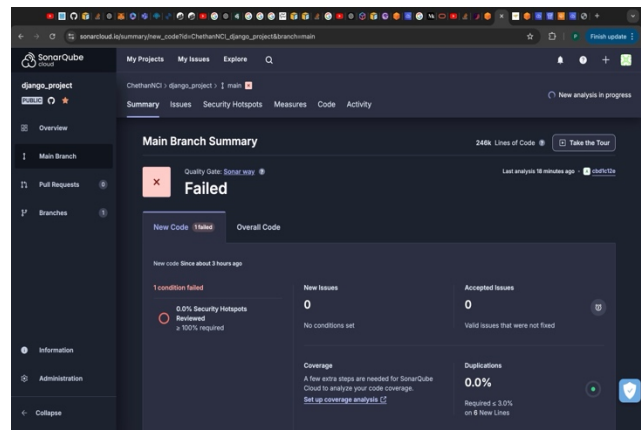 Finish update
sonarcloud.io/summary/new_code?id=ChethanNCI_django_project&branch=main
SonarQube
cloud
My Projects My Issues Explore
django_project
PUBLIC
ChethanNCI > django_project > main
New analysis in progress
Summary Issues Security Hotspots Measures Code Activity
Overview
Main Branch
Pull Requests 0
Branches 1
Information
Administration
Collapse
Main Branch Summary
246k Lines of Code
Take the Tour
Quality Gate: Sonar way
Failed
Last analysis 18 minutes ago
New Code 1 failed Overall Code
New code Since about 3 hours ago
1 condition failed
0.0% Security Hotspots
Reviewed
≥ 100% required
New Issues
0
No conditions set
Accepted Issues
0
Valid issues that were not fixed
Coverage
A few extra steps are needed for SonarQube
Cloud to analyze your code coverage.
Set up coverage analysis
Duplications
0.0%
Required ≤ 3.0%
on 6 New Lines